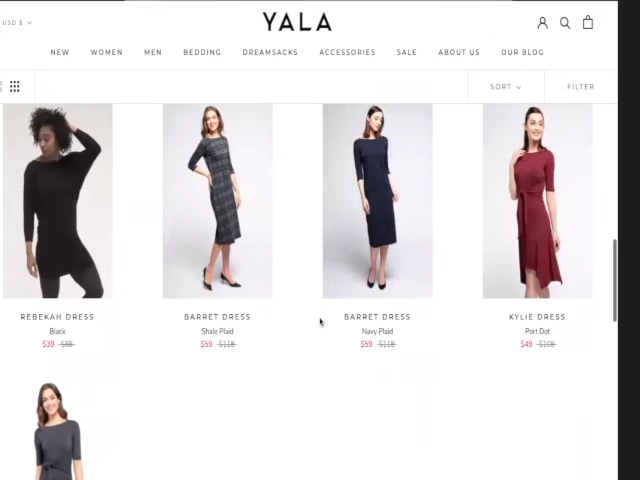 USD $
YALA
NEW WOMEN MEN BEDDING DREAMSACKS ACCESSORIES SALE ABOUT US OUR BLOG
SORT FILTER
REBEKAH DRESS
Black
$39 $88
BARRET DRESS
Shale Plaid
$59 $118
BARRET DRESS
Navy Plaid
$59 $118
KYLIE DRESS
Port Dot
$49 $108